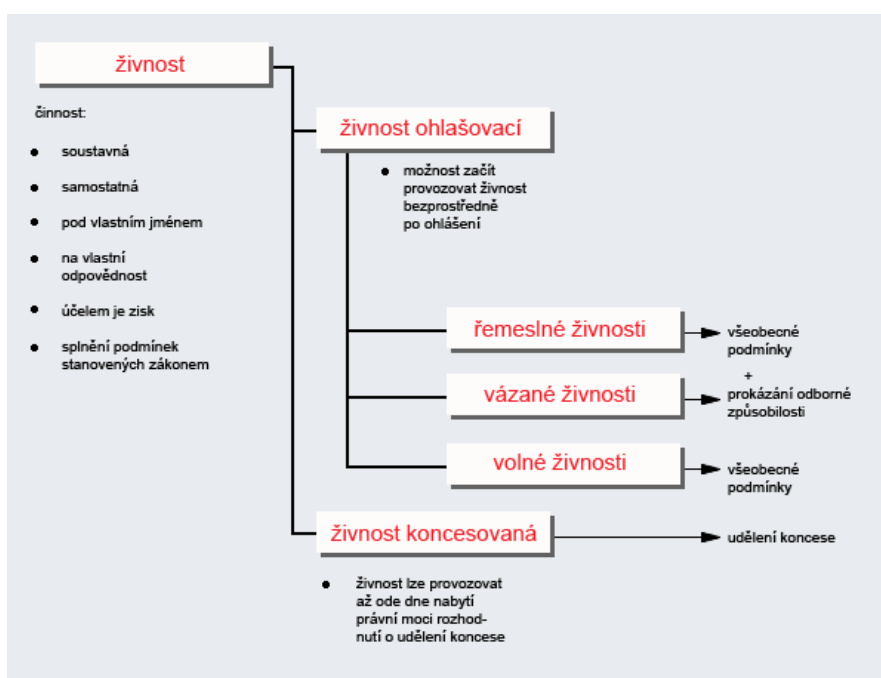 živnost
činnost:
soustavná
samostatná
pod vlastním jménem
na vlastní
odpovědnost
účelem je zisk
splnění podmínek
stanovených zákonem
živnost ohlašovací
možnost začít
provozovat živnost
bezprostředně
po ohlášení
řemeslné živnosti
všeobecné
podmínky
+
vázané živnosti
prokázání odborné
způsobilosti
volné živnosti
všeobecné
podmínky
živnost koncesovaná
udělení koncese
živnost lze provozovat
až ode dne nabytí
právní moci rozhod-
nutí o udělení koncese